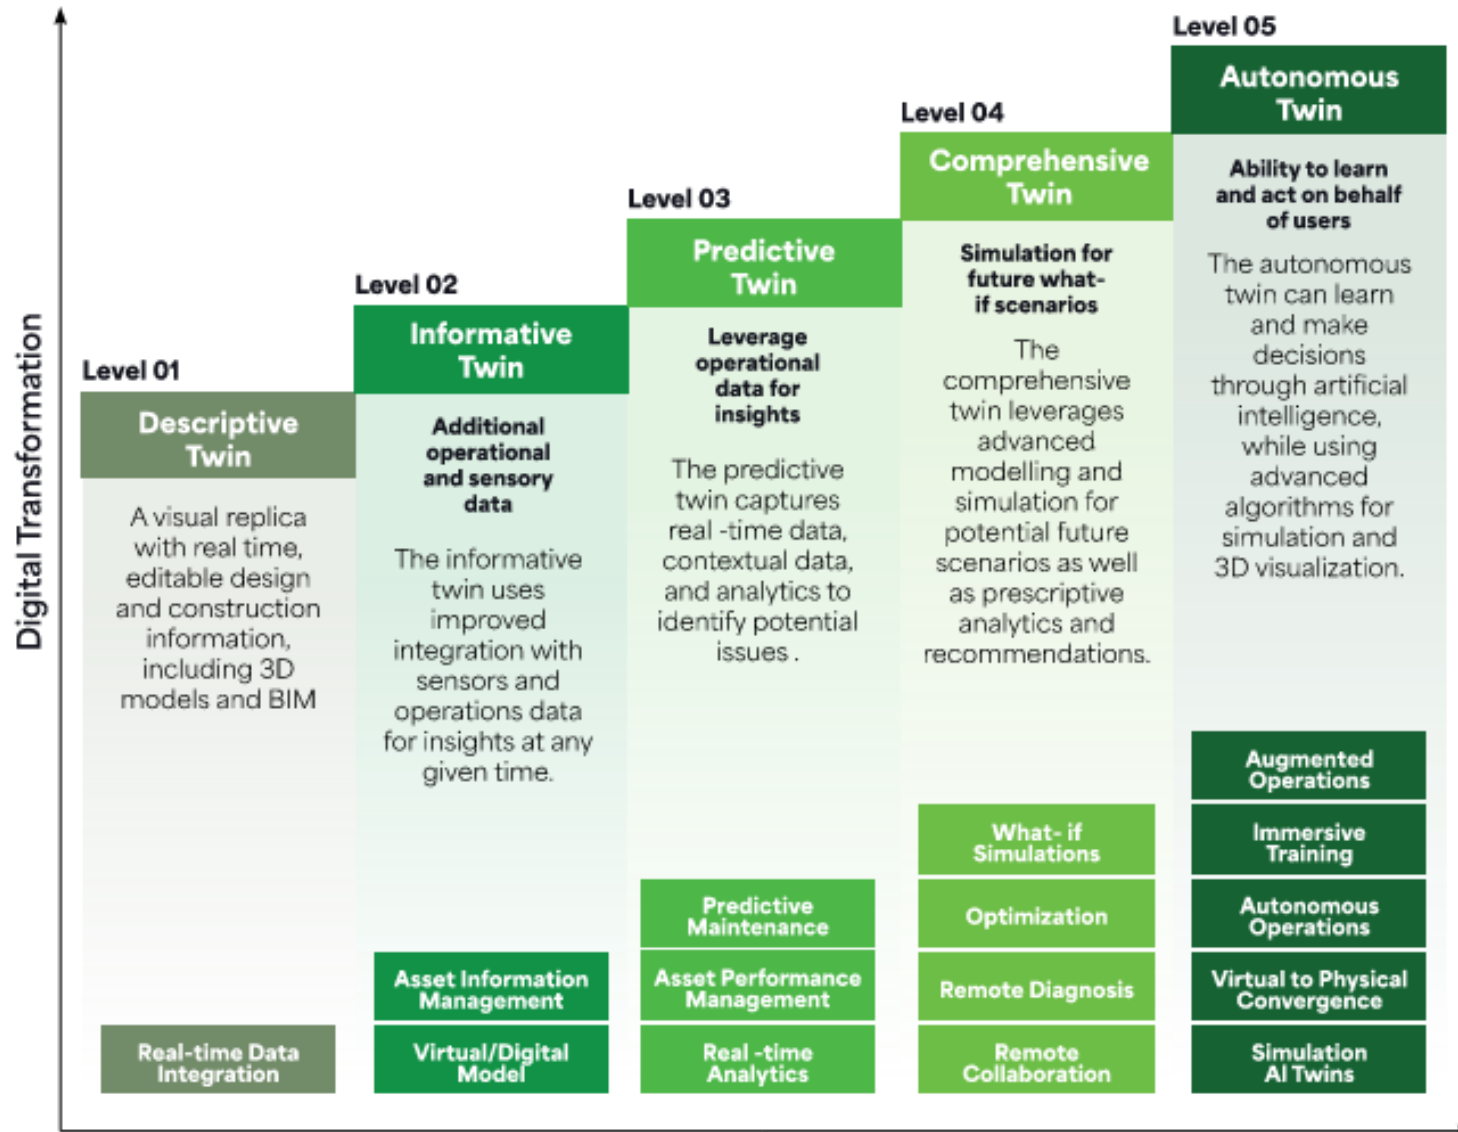 Digital Transformation
Level 01
Descriptive
Twin
A visual replica
with real time,
editable design
and construction
information,
including 3D
models and BIM
Real-time Data
Integration
Level 02
Informative
Twin
Additional
operational
and sensory
data
The informative
twin uses
improved
integration with
sensors and
operations data
for insights at any
given time.
Asset Information
Management
Virtual/Digital
Model
Level 03
Predictive
Twin
Leverage
operational
data for
insights
The predictive
twin captures
real -time data,
contextual data,
and analytics to
identify potential
issues .
Predictive
Maintenance
Asset Performance
Management
Real -time
Analytics
Level 04
Comprehensive
Twin
Simulation for
future what-
if scenarios
The
comprehensive
twin leverages
advanced
modelling and
simulation for
potential future
scenarios as well
as prescriptive
analytics and
recommendations.
What- if
Simulations
Optimization
Remote Diagnosis
Remote
Collaboration
Level 05
Autonomous
Twin
Ability to learn
and act on behalf
of users
The autonomous
twin can learn
and make
decisions
through artificial
intelligence,
while using
advanced
algorithms for
simulation and
3D visualization.
Augmented
Operations
Immersive
Training
Autonomous
Operations
Virtual to Physical
Convergence
Simulation
AI Twins